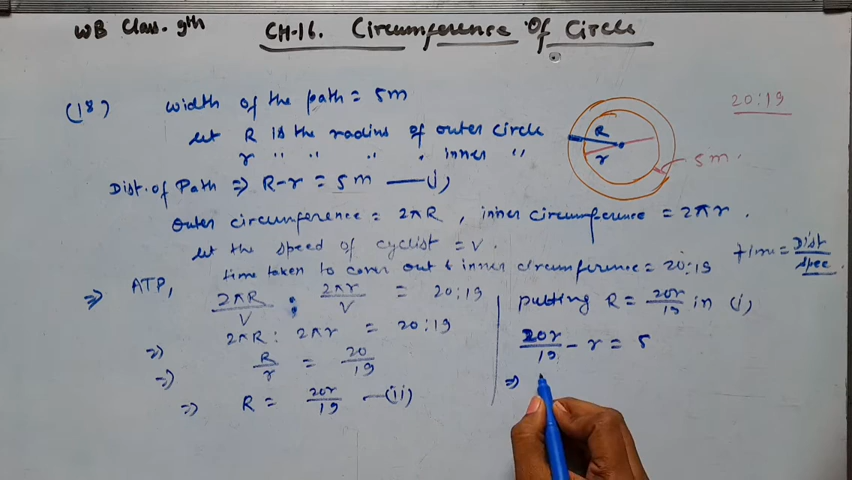 WB Class. 9th
CH-16. Circumference Of Circle
(18) width of the path = 5m
20:19
let R is the radius of outer circle
r " " " " inner "
R
r
5m.
Dist. of Path ⇒ R-r = 5m —(i)
Outer circumference = 2πR, inner circumference = 2πr.
let the speed of cyclist = V.
time = Dist/Spee
time taken to cover out & inner circumference = 20:19
⇒ ATP, 2πR/V : 2πr/V = 20:19
⇒ 2πR : 2πr = 20:19
⇒ R/r = 20/19
⇒ R = 20r/19 —(ii)
putting R = 20r/19 in (i)
20r/19 - r = 5
⇒